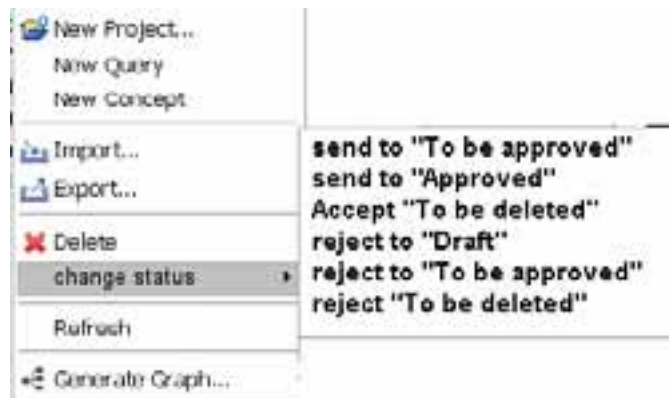 New Project...
New Query
New Concept
Import...
Export...
Delete
change status
Refresh
Generate Graph...
send to "To be approved"
send to "Approved"
Accept "To be deleted"
reject to "Draft"
reject to "To be approved"
reject "To be deleted"